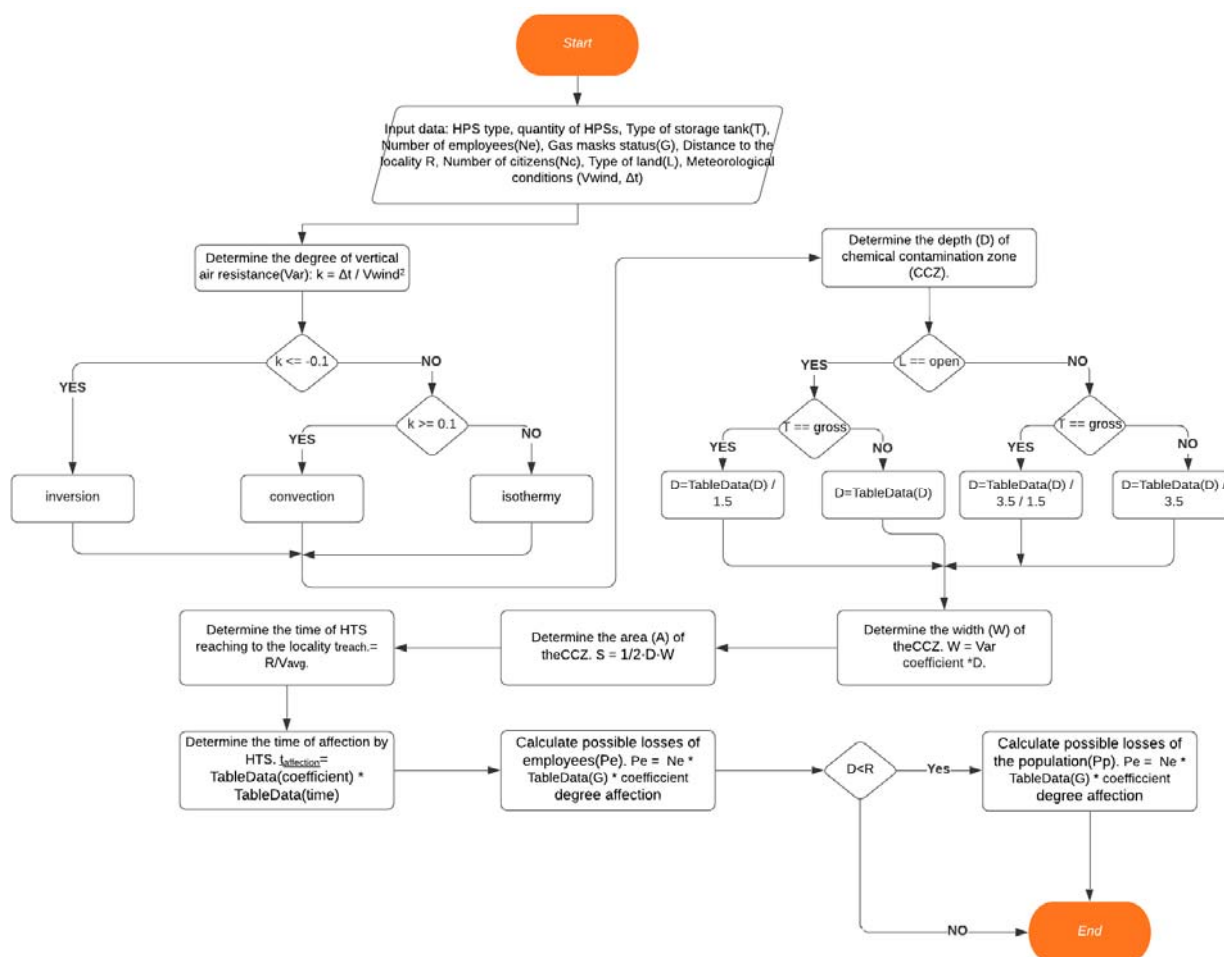 Start
Input data: HPS type, quantity of HPSs, Type of storage tank(T),
Number of employees(Ne), Gas masks status(G), Distance to the
locality R, Number of citizens(Nc), Type of land(L), Meteorological
conditions (Vwind, Δt)
Determine the degree of vertical
air resistance(Var): k = Δt / Vwind²
k <= -0.1
YES
NO
k >= 0.1
YES
NO
inversion
convection
isothermy
Determine the depth (D) of
chemical contamination zone
(CCZ).
L == open
YES
NO
T == gross
YES
NO
T == gross
YES
NO
D=TableData(D) /
1.5
D=TableData(D)
D=TableData(D) /
3.5 / 1.5
D=TableData(D) /
3.5
Determine the width (W) of
theCCZ. W = Var
coefficient *D.
Determine the area (A) of
theCCZ. S = 1/2·D·W
Determine the time of HTS
reaching to the locality treach.=
R/Vavg.
Determine the time of affection by
HTS. taffection=
TableData(coefficient) *
TableData(time)
Calculate possible losses of
employees(Pe). Pe = Ne *
TableData(G) * coefficcient
degree affection
D<R
Yes
NO
Calculate possible losses of
the population(Pp). Pe = Ne *
TableData(G) * coefficcient
degree affection
End